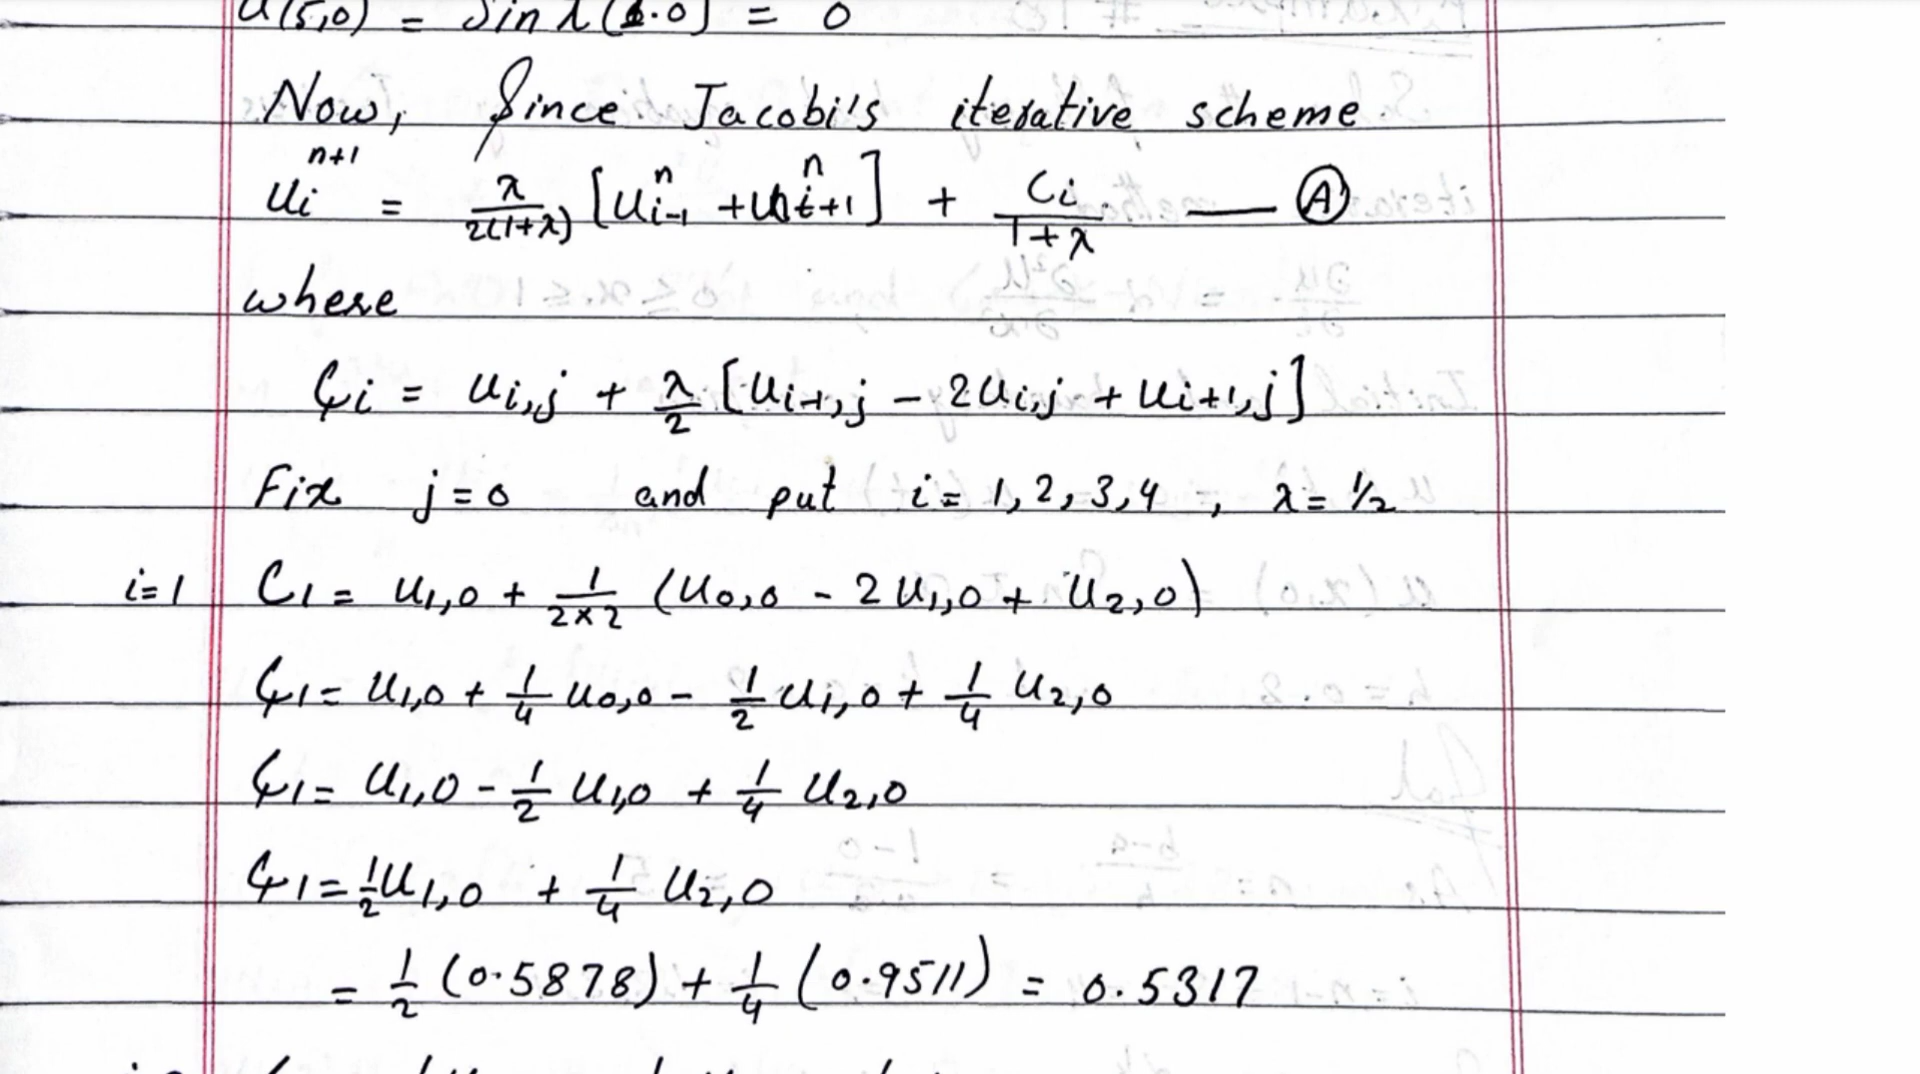 u(5,0) = Sin π(1.0) = 0
Now, Since Jacobi's iterative scheme
u_i^{n+1} = λ/2(1+λ) [u_{i-1}^n + u_{i+1}^n] + C_i/1+λ —— Ⓐ
where
C_i = u_{i,j} + λ/2 [u_{i-1,j} - 2u_{i,j} + u_{i+1,j}]
Fix j=0 and put i= 1,2,3,4 , λ= 1/2
i=1 C_1 = u_{1,0} + 1/2×2 (u_{0,0} - 2u_{1,0} + u_{2,0})
C_1 = u_{1,0} + 1/4 u_{0,0} - 1/2 u_{1,0} + 1/4 u_{2,0}
C_1 = u_{1,0} - 1/2 u_{1,0} + 1/4 u_{2,0}
C_1 = 1/2 u_{1,0} + 1/4 u_{2,0}
= 1/2 (0.5878) + 1/4 (0.9511) = 0.5317